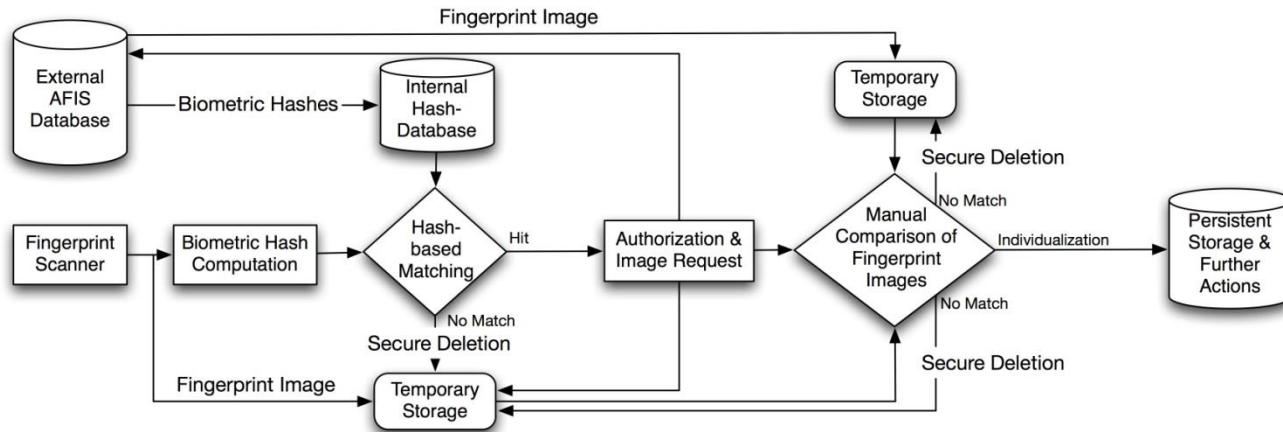 Fingerprint Image
External
AFIS
Database
Biometric Hashes
Internal
Hash-
Database
Temporary
Storage
Secure Deletion
No Match
Fingerprint
Scanner
Biometric Hash
Computation
Hash-
based
Matching
Hit
Authorization &
Image Request
Manual
Comparison of
Fingerprint
Images
Individualization
Persistent
Storage &
Further
Actions
No Match
Secure Deletion
No Match
Secure Deletion
Fingerprint Image
Temporary
Storage